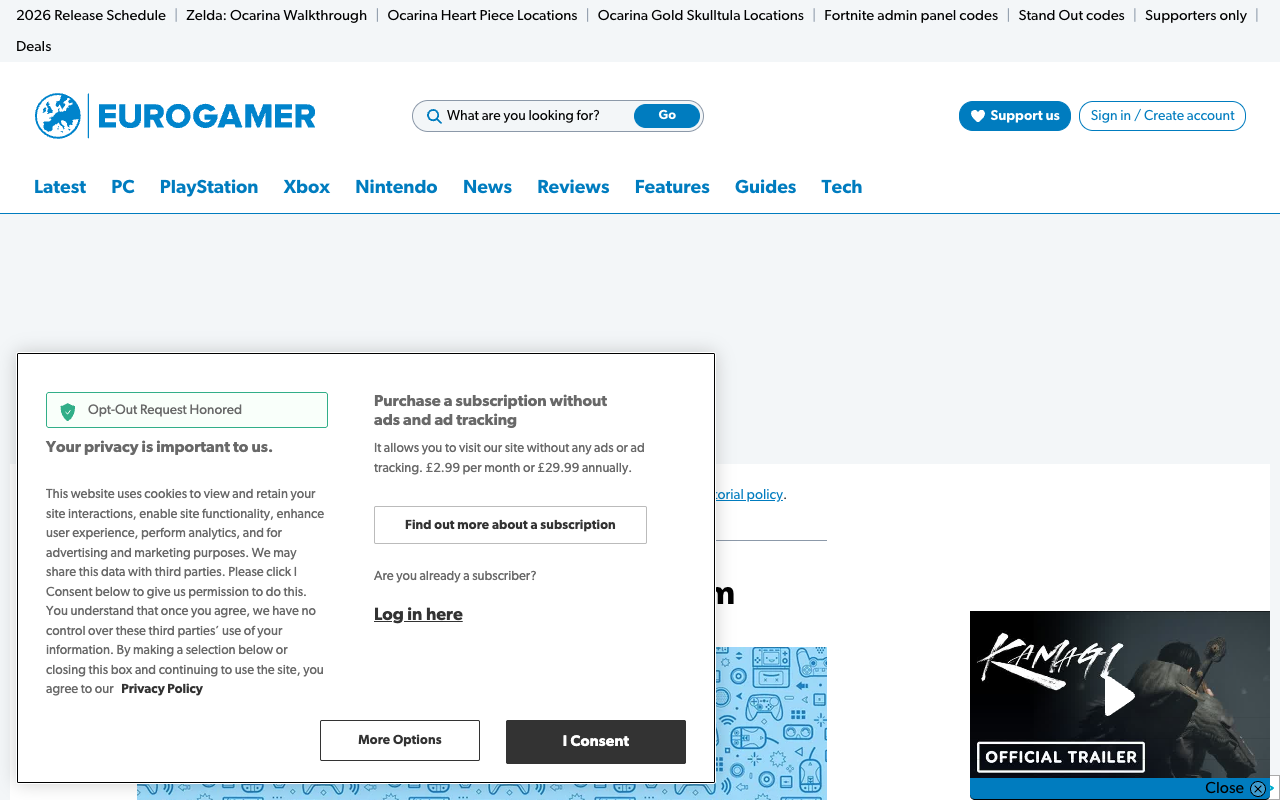 2026 Release Schedule | Zelda: Ocarina Walkthrough | Ocarina Heart Piece Locations | Ocarina Gold Skulltula Locations | Fortnite admin panel codes | Stand Out codes | Supporters only |
Deals
EUROGAMER
What are you looking for?
Go
Support us
Sign in / Create account
Latest PC PlayStation Xbox Nintendo News Reviews Features Guides Tech
Opt-Out Request Honored
Your privacy is important to us.
This website uses cookies to view and retain your
site interactions, enable site functionality, enhance
user experience, perform analytics, and for
advertising and marketing purposes. We may
share this data with third parties. Please click I
Consent below to give us permission to do this.
You understand that once you agree, we have no
control over these third parties’ use of your
information. By making a selection below or
closing this box and continuing to use the site, you
agree to our Privacy Policy
Purchase a subscription without
ads and ad tracking
It allows you to visit our site without any ads or ad
tracking. £2.99 per month or £29.99 annually.
Find out more about a subscription
Are you already a subscriber?
Log in here
More Options
I Consent
torial policy.
KAMAGI
OFFICIAL TRAILER
Close